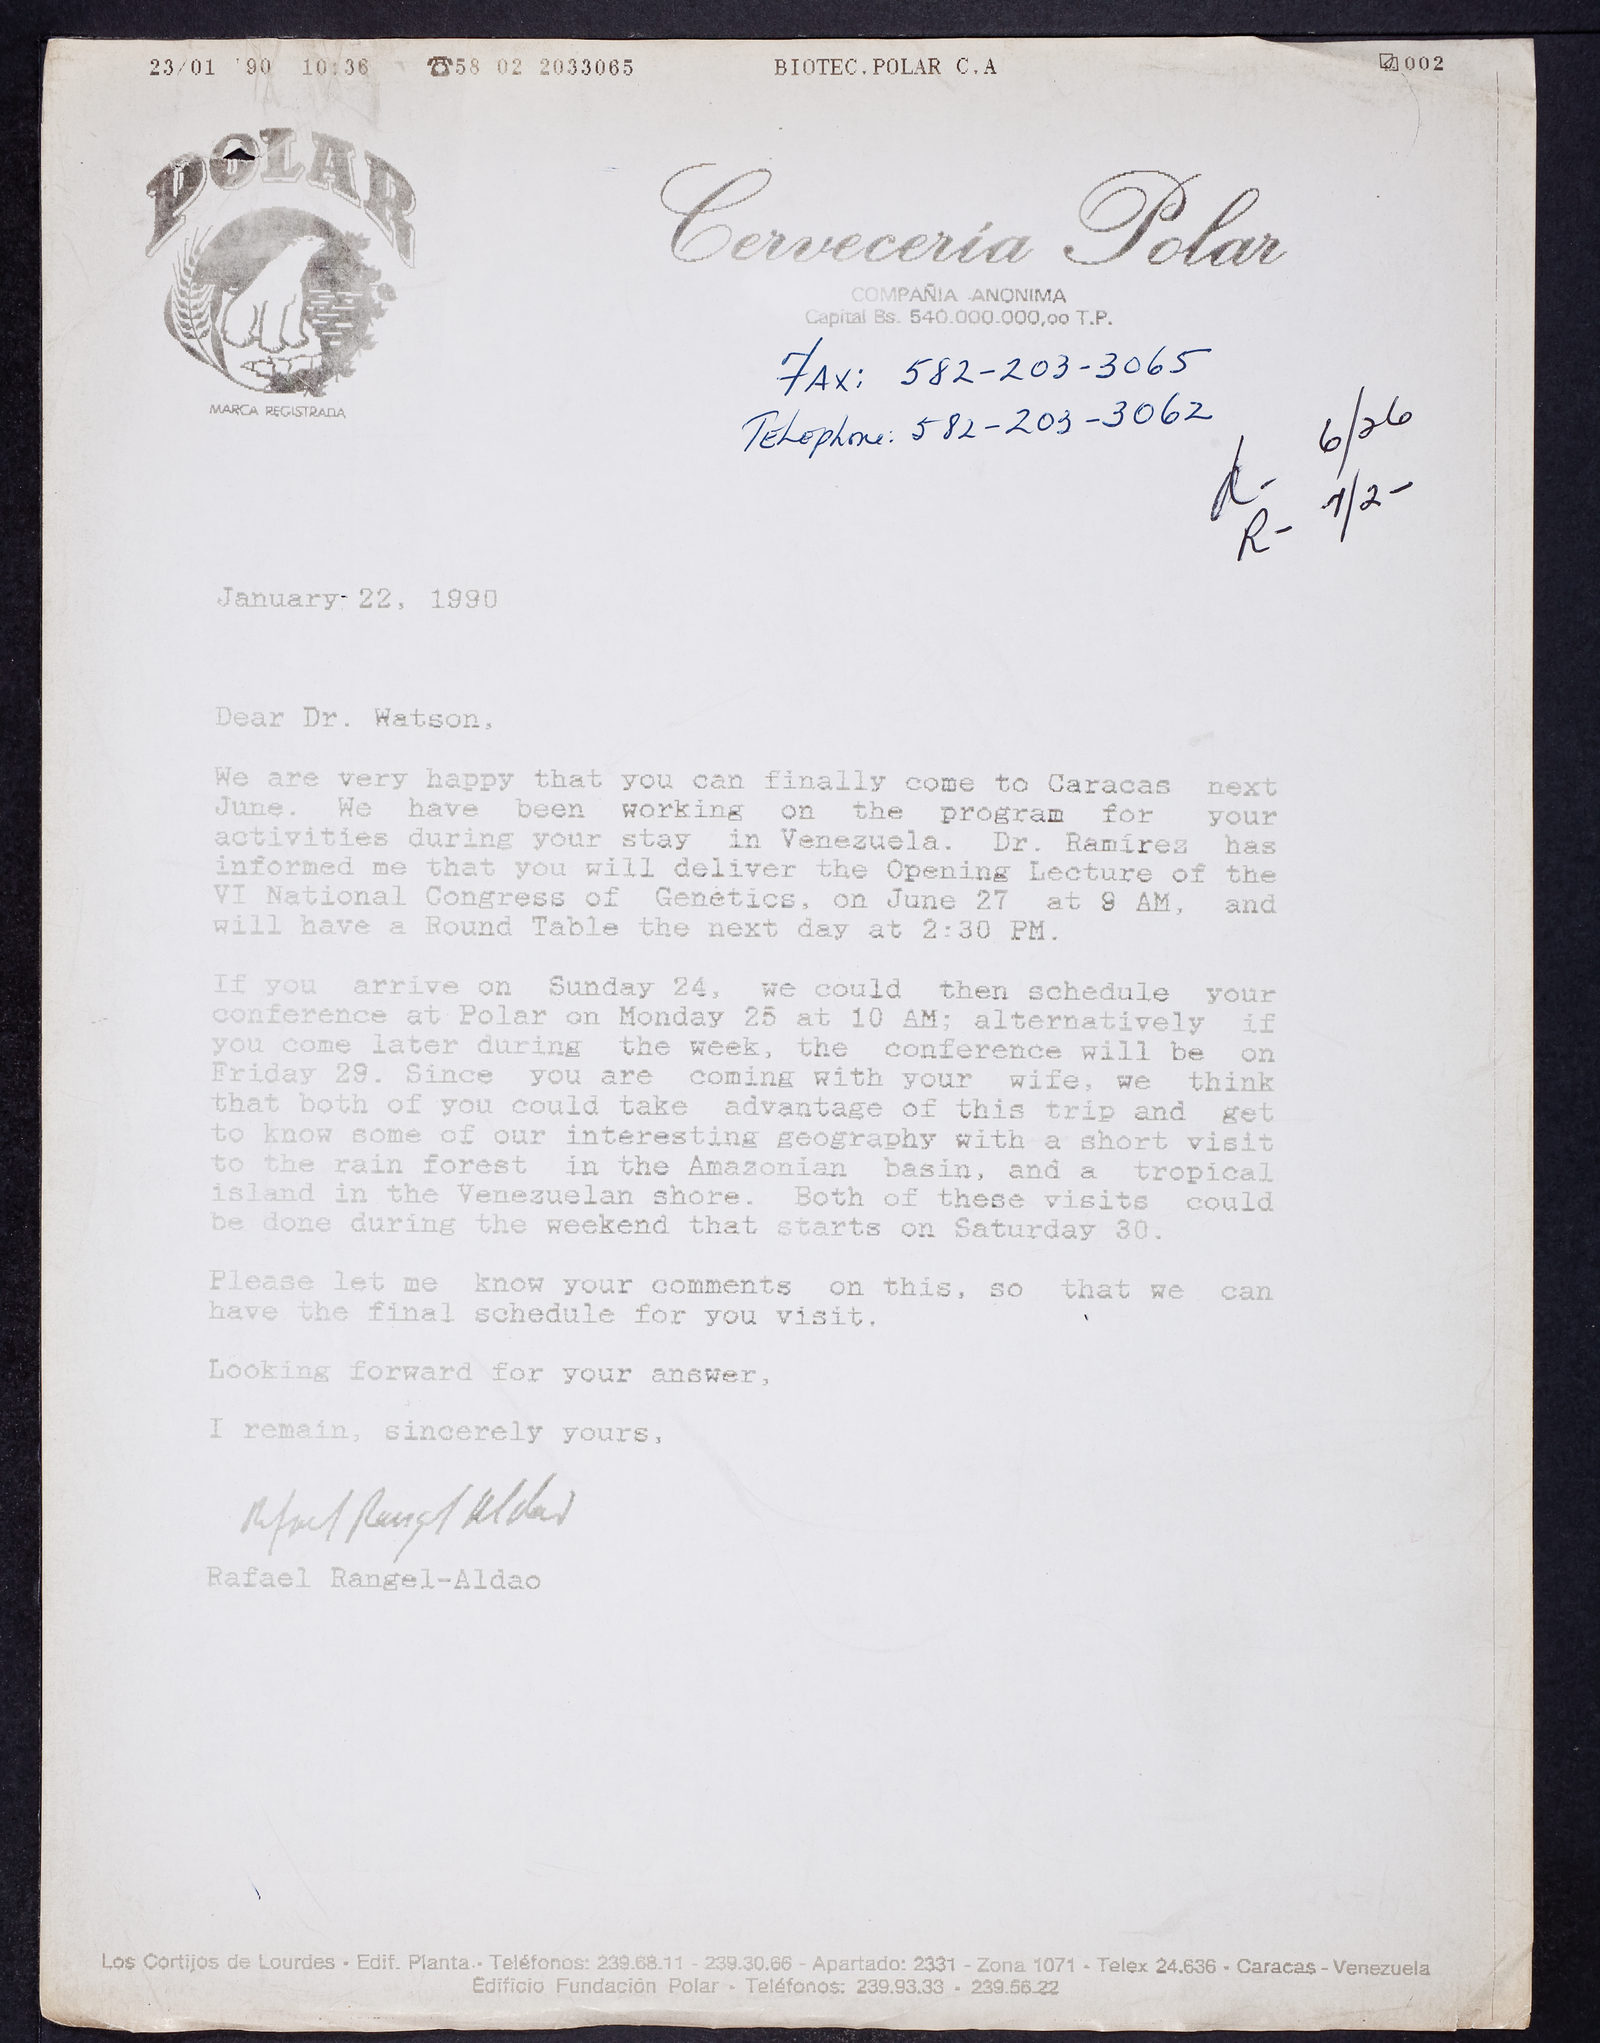 23/01 '90 10:36 ☎58 02 2033065 BIOTEC.POLAR C.A 002
POLAR
MARCA REGISTRADA
Cervecería Polar
COMPAÑIA ANONIMA
Capital Bs. 540.000.000,oo T.P.
FAX: 582-203-3065
Telephone: 582-203-3062
6/26
R- 7/2-
January 22, 1990
Dear Dr. Watson,
We are very happy that you can finally come to Caracas next
June. We have been working on the program for your
activities during your stay in Venezuela. Dr. Ramírez has
informed me that you will deliver the Opening Lecture of the
VI National Congress of Genetics, on June 27 at 9 AM, and
will have a Round Table the next day at 2:30 PM.
If you arrive on Sunday 24, we could then schedule your
conference at Polar on Monday 25 at 10 AM; alternatively if
you come later during the week, the conference will be on
Friday 29. Since you are coming with your wife, we think
that both of you could take advantage of this trip and get
to know some of our interesting geography with a short visit
to the rain forest in the Amazonian basin, and a tropical
island in the Venezuelan shore. Both of these visits could
be done during the weekend that starts on Saturday 30.
Please let me know your comments on this, so that we can
have the final schedule for you visit.
Looking forward for your answer,
I remain, sincerely yours,
Rafael Rangel Aldao
Rafael Rangel-Aldao
Los Cortijos de Lourdes - Edif. Planta - Teléfonos: 239.68.11 - 239.30.66 - Apartado: 2331 - Zona 1071 - Telex 24.636 - Caracas - Venezuela
Edificio Fundación Polar - Teléfonos: 239.93.33 - 239.56.22